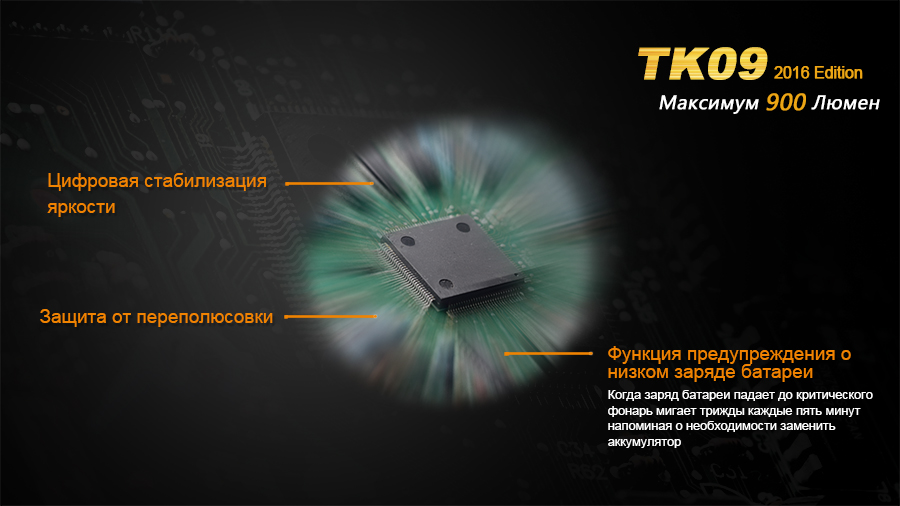 TK09 2016 Edition
Максимум 900 Люмен
Цифровая стабилизация
яркости
Защита от переполюсовки
Функция предупреждения о
низком заряде батареи
Когда заряд батареи падает до критического
фонарь мигает трижды каждые пять минут
напоминая о необходимости заменить
аккумулятор